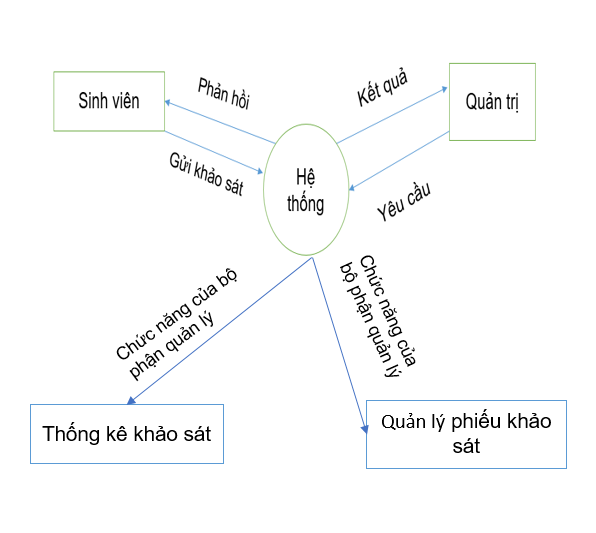 Sinh viên
Phản hồi
Gửi khảo sát
Hệ
thống
Kết quả
Yêu cầu
Quản trị
Chức năng của bộ
phận quản lý
Chức năng của
bộ phận quản lý
Thống kê khảo sát
Quản lý phiếu khảo
sát